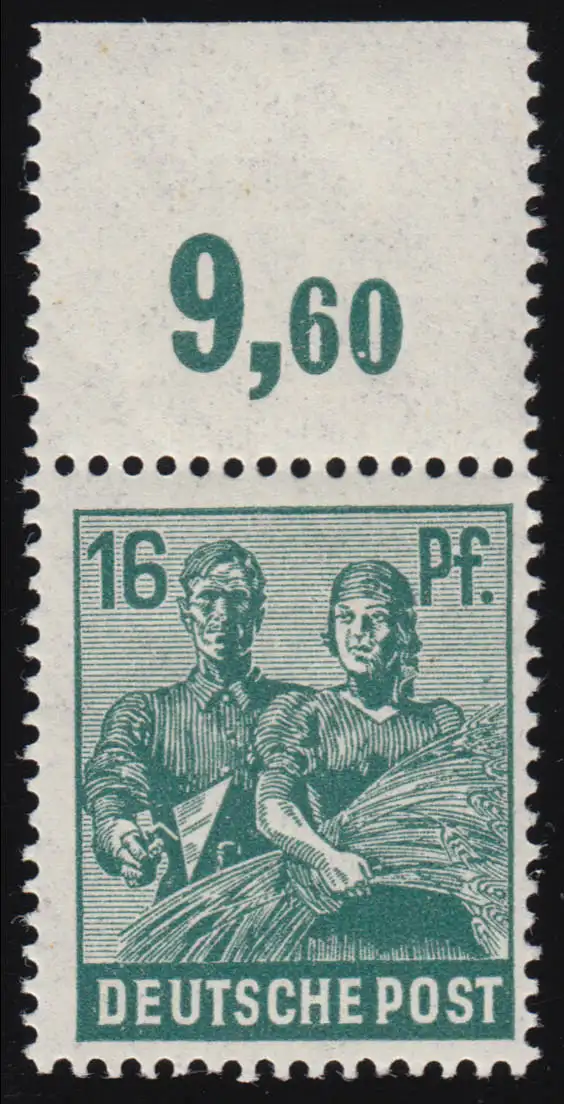 9,60
16 Pf.
DEUTSCHE POST